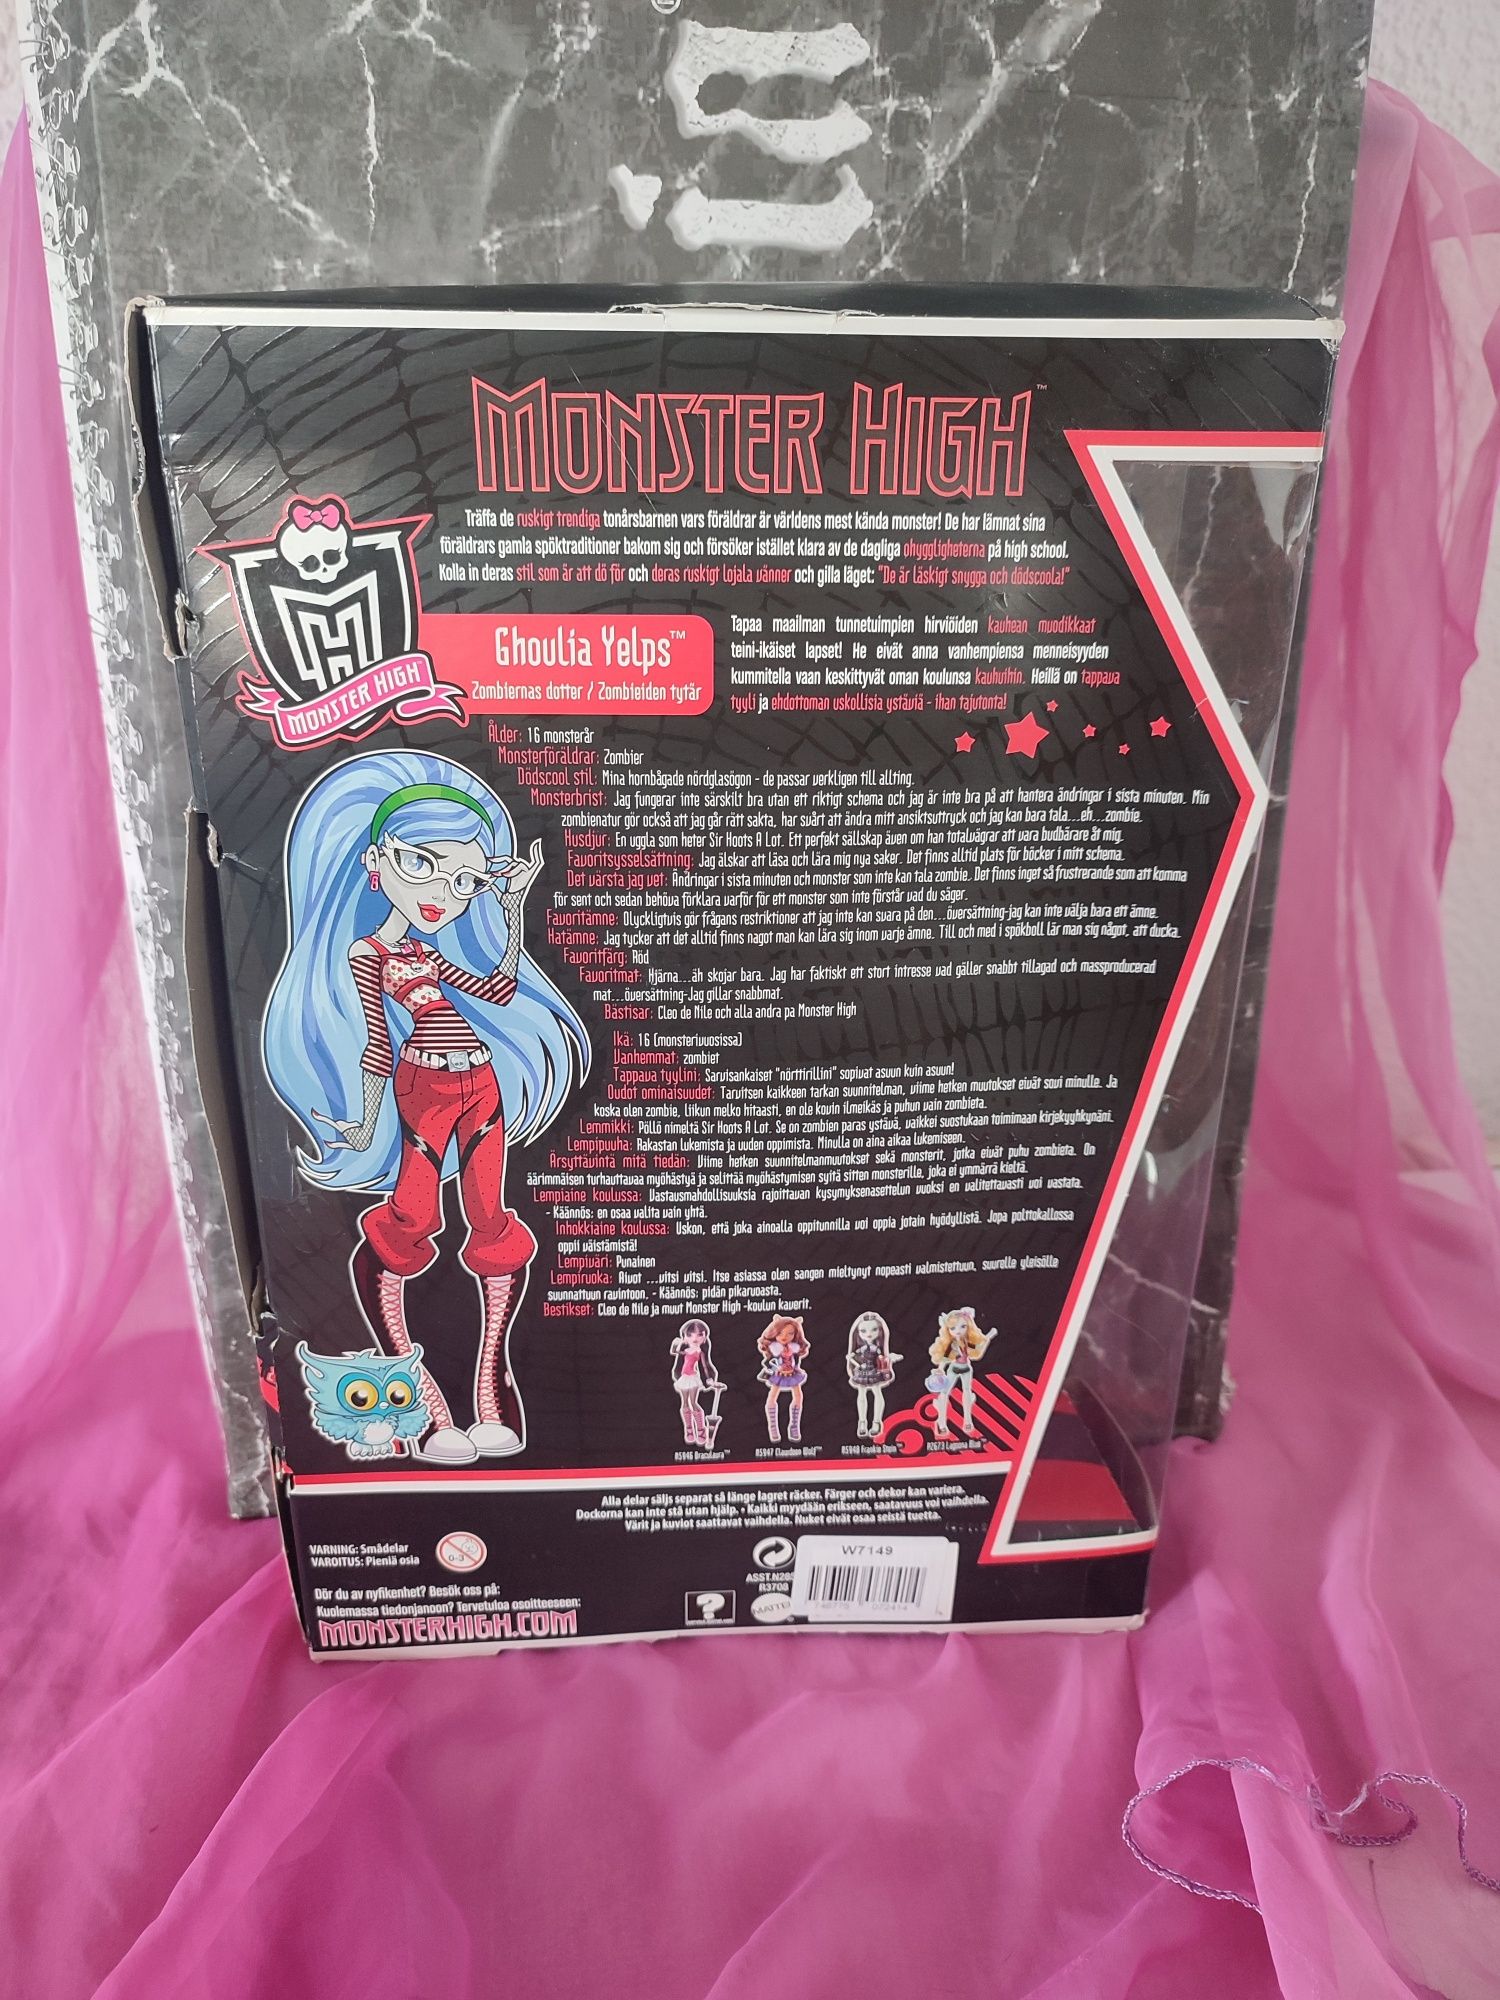 MONSTER HIGH™
Träffa de ruskigt trendiga tonårsbarnen vars föräldrar är världens mest kända monster! De har lämnat sina
föräldrars gamla spöktraditioner bakom sig och försöker istället klara av de dagliga ohyggligheterna på high school.
Kolla in deras stil som är att dö för och deras ruskigt lojala vänner och gilla läget: "De är läskigt snygga och dödscoola!"
MONSTER HIGH
Ghoulia Yelps™
Zombiernas dotter / Zombieiden tytär
Tapaa maailman tunnetuimpien hirviöiden kauhean muodikkaat
teini-ikäiset lapset! He eivät anna vanhempiensa menneisyyden
kummitella vaan keskittyvät oman koulunsa kauhuihin. Heillä on tappava
tyyli ja ehdottoman uskollisia ystäviä - ihan tajutonta!
Ålder: 16 monsterår
Monsterföräldrar: Zombier
Dödscool stil: Mina hornbågade nördglasögon - de passar verkligen till allting.
Monsterbrist: Jag fungerar inte särskilt bra utan ett riktigt schema och jag är inte bra på att hantera ändringar i sista minuten. Min
zombienatur gör också att jag går rätt sakta, har svårt att ändra mitt ansiktsuttryck och jag kan bara tala...eh...zombie.
Husdjur: En uggla som heter Sir Hoots A Lot. Ett perfekt sällskap även om han totalvägrar att vara budbärare åt mig.
Favoritsysselsättning: Jag älskar att läsa och lära mig nya saker. Det finns alltid plats för böcker i mitt schema.
Det värsta jag vet: Ändringar i sista minuten och monster som inte kan tala zombie. Det finns inget så frustrerande som att komma
för sent och sedan behöva förklara varför för ett monster som inte förstår vad du säger.
Favoritämne: Olyckligtvis gör frågans restriktioner att jag inte kan svara på den...översättning-jag kan inte välja bara ett ämne.
Hatämne: Jag tycker att det alltid finns nagot man kan lära sig inom varje ämne. Till och med i spökboll lär man sig något, att ducka.
Favoritfärg: Röd
Favoritmat: Hjärna...äh skojar bara. Jag har faktiskt ett stort intresse vad gäller snabbt tillagad och massproducerad
mat...översättning-Jag gillar snabbmat.
Bästisar: Cleo de Nile och alla andra pa Monster High
Ikä: 16 (monsterivuosissa)
Vanhemmat: zombiet
Tappava tyylini: Sarvisankaiset "nörttirillini" sopivat asuun kuin asuun!
Oudot ominaisuudet: Tarvitsen kaikkeen tarkan suunnitelman, viime hetken muutokset eivät sovi minulle. Ja
koska olen zombie, liikun melko hitaasti, en ole kovin ilmeikäs ja puhun vain zombieta.
Lemmikki: Pöllö nimeltä Sir Hoots A Lot. Se on zombien paras ystävä, vaikkei suostukaan toimimaan kirjekyyhkynäni.
Lempipuuha: Rakastan lukemista ja uuden oppimista. Minulla on aina aikaa lukemiseen.
Ärsyttävintä mitä tiedän: Viime hetken suunnitelmanmuutokset sekä monsterit, jotka eivät puhu zombieta. On
äärimmäisen turhauttavaa myöhästyä ja selittää myöhästymisen syitä sitten monsterille, joka ei ymmärrä kieltä.
Lempiaine koulussa: Vastausmahdollisuuksia rajoittavan kysymyksenasettelun vuoksi en valitettavasti voi vastata.
- Käännös: en osaa valita vain yhtä.
Inhokkiaine koulussa: Uskon, että joka ainoalla oppitunnilla voi oppia jotain hyödyllistä. Jopa polttokallossa
oppii väistämistä!
Lempiväri: Punainen
Lempiruoka: Aivot ...vitsi vitsi. Itse asiassa olen sangen mieltynyt nopeasti valmistettuun, suurelle yleisölle
suunnattuun ravintoon. - Käännös: pidän pikaruoasta.
Bestikset: Cleo de Nile ja muut Monster High -koulun kaverit.
R5946 Draculaura™
R5947 Clawdeen Wolf™
R5948 Frankie Stein™
R2673 Lagoona Blue™
Alla delar säljs separat så länge lagret räcker. Färger och dekor kan variera.
Dockorna kan inte stå utan hjälp. • Kaikki myydään erikseen, saatavuus voi vaihdella.
Värit ja kuviot saattavat vaihdella. Nuket eivät osaa seistä tuetta.
VARNING: Smådelar
VAROITUS: Pieniä osia
0-3
Dör du av nyfikenhet? Besök oss på:
Kuolemassa tiedonjanoon? Tervetuloa osoitteeseen:
MONSTERHIGH.COM
ASST.N285
R3708
MATTEL
W7149